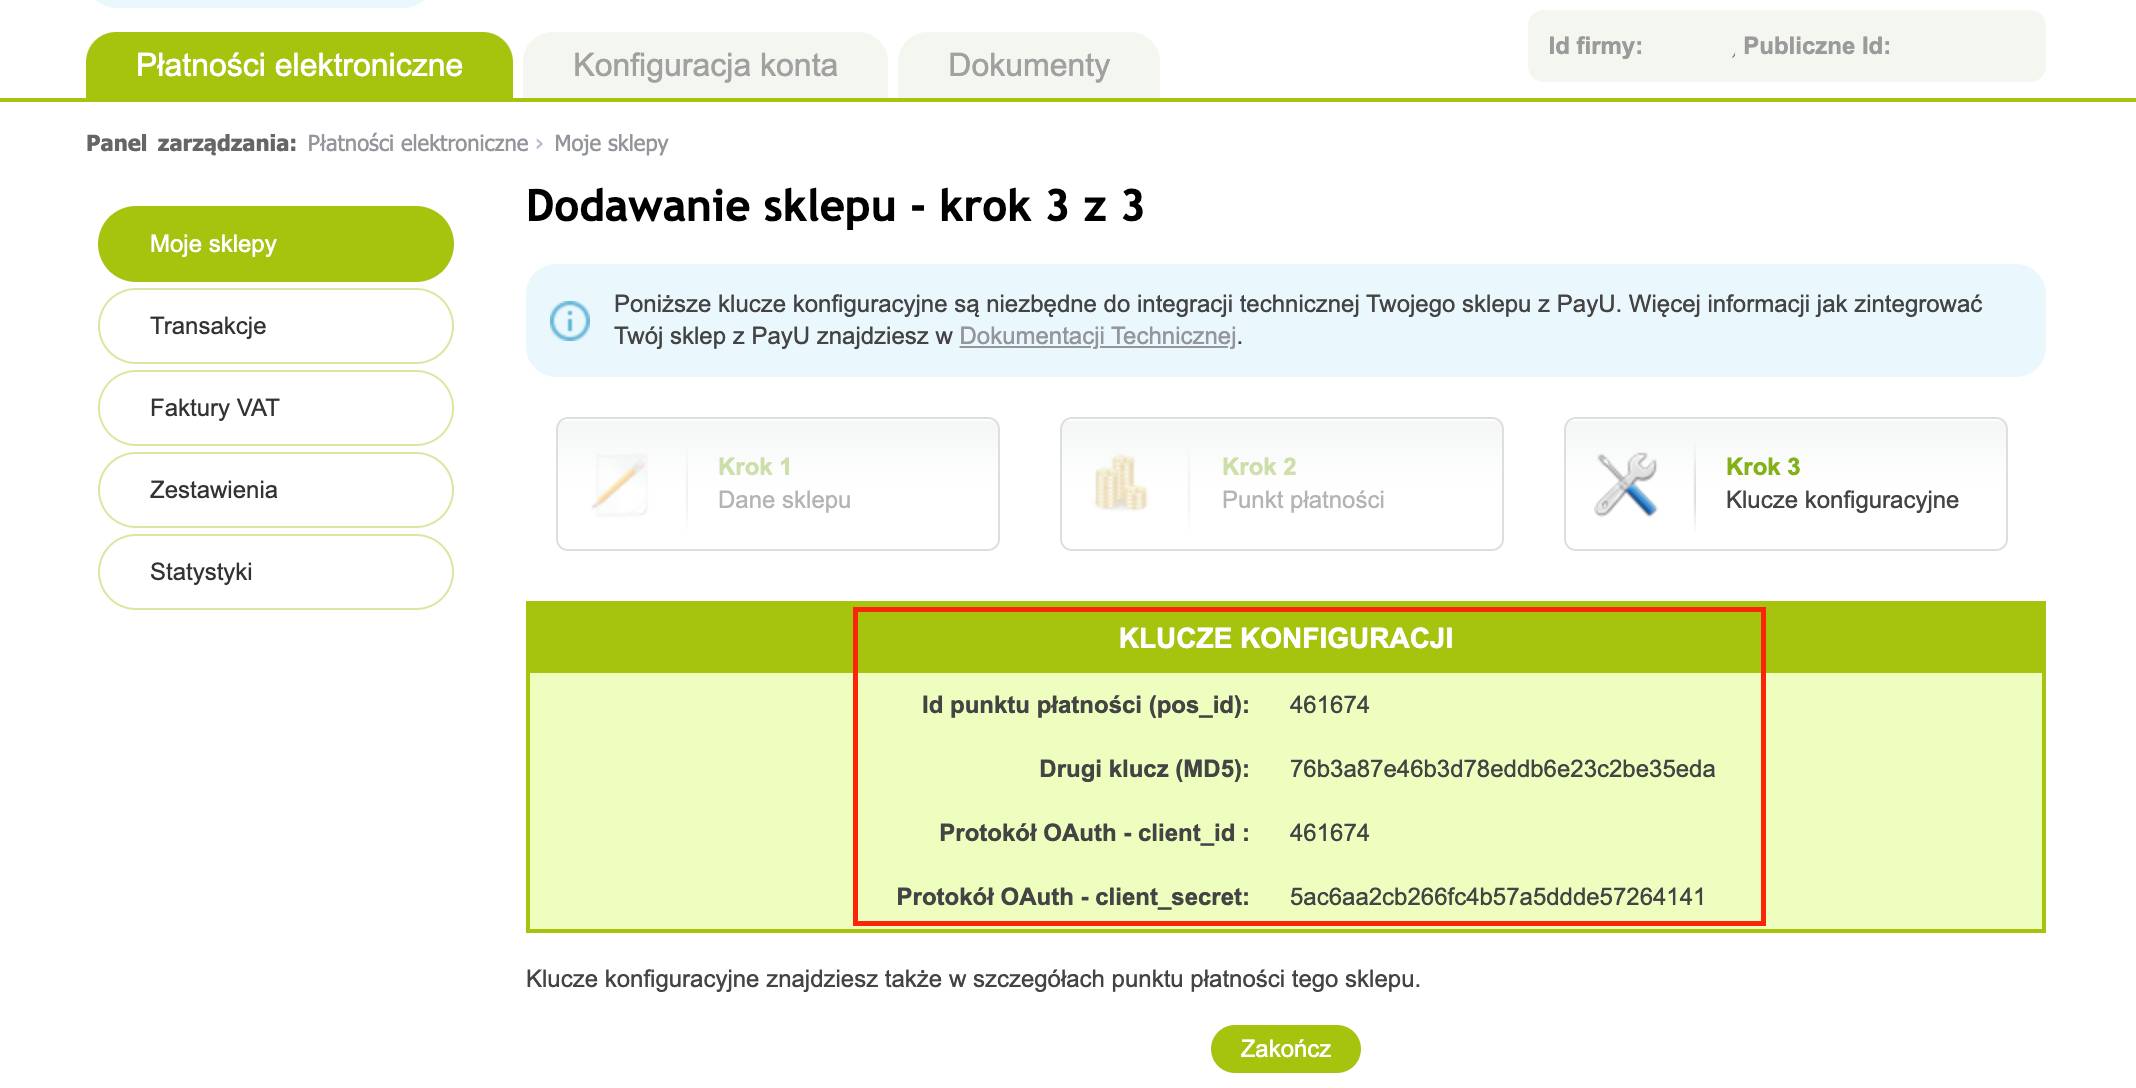 Płatności elektroniczne
Konfiguracja konta
Dokumenty
Id firmy: , Publiczne Id:
Panel zarządzania: Płatności elektroniczne › Moje sklepy
Moje sklepy
Transakcje
Faktury VAT
Zestawienia
Statystyki
Dodawanie sklepu - krok 3 z 3
Poniższe klucze konfiguracyjne są niezbędne do integracji technicznej Twojego sklepu z PayU. Więcej informacji jak zintegrować
Twój sklep z PayU znajdziesz w Dokumentacji Technicznej.
Krok 1
Dane sklepu
Krok 2
Punkt płatności
Krok 3
Klucze konfiguracyjne
KLUCZE KONFIGURACJI
Id punktu płatności (pos_id): 461674
Drugi klucz (MD5): 76b3a87e46b3d78eddb6e23c2be35eda
Protokół OAuth - client_id : 461674
Protokół OAuth - client_secret: 5ac6aa2cb266fc4b57a5ddde57264141
Klucze konfiguracyjne znajdziesz także w szczegółach punktu płatności tego sklepu.
Zakończ